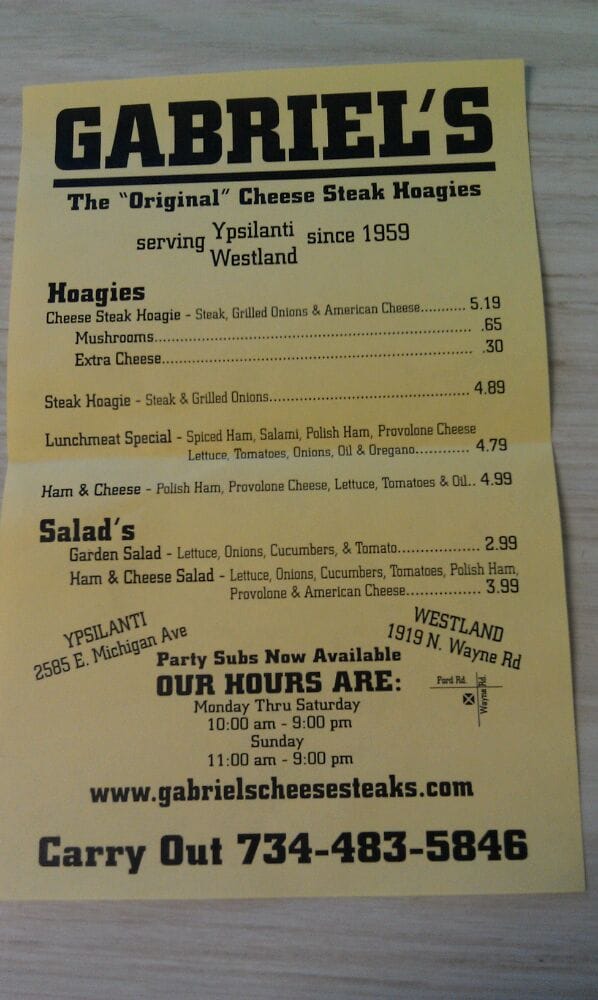 GABRIEL'S
The "Original" Cheese Steak Hoagies
serving Ypsilanti Westland since 1959
Hoagies
Cheese Steak Hoagie - Steak, Grilled Onions & American Cheese.......... 5.19
Mushrooms.................................................................... .65
Extra Cheese.................................................................. .30
Steak Hoagie - Steak & Grilled Onions............................................ 4.89
Lunchmeat Special - Spiced Ham, Salami, Polish Ham, Provolone Cheese
Lettuce, Tomatoes, Onions, Oil & Oregano............ 4.79
Ham & Cheese - Polish Ham, Provolone Cheese, Lettuce, Tomatoes & Oil.. 4.99
Salad's
Garden Salad - Lettuce, Onions, Cucumbers, & Tomato.................. 2.99
Ham & Cheese Salad - Lettuce, Onions, Cucumbers, Tomatoes, Polish Ham,
Provolone & American Cheese................ 3.99
YPSILANTI
2585 E. Michigan Ave
WESTLAND
1919 N. Wayne Rd
Party Subs Now Available
OUR HOURS ARE:
Ford Rd.
Wayne Rd.
Monday Thru Saturday
10:00 am - 9:00 pm
Sunday
11:00 am - 9:00 pm
www.gabrielscheesesteaks.com
Carry Out 734-483-5846